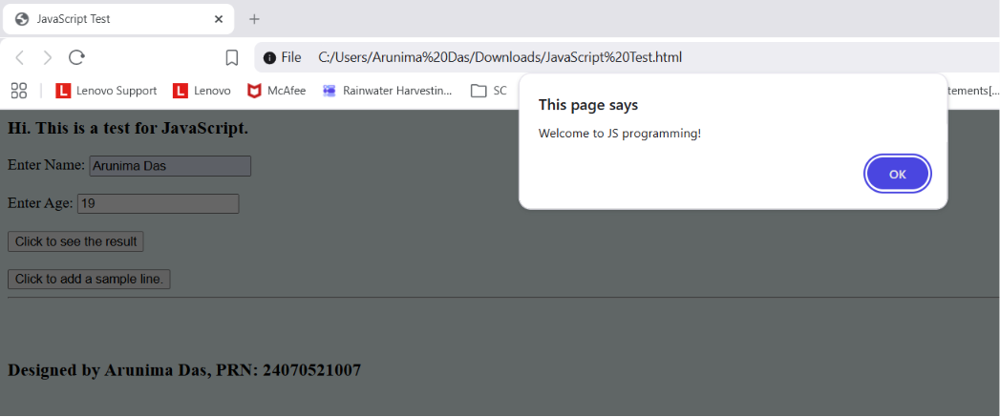 JavaScript Test
File C:/Users/Arunima%20Das/Downloads/JavaScript%20Test.html
L Lenovo Support L Lenovo McAfee Rainwater Harvestin... SC tements[...
This page says
Welcome to JS programming!
OK
Hi. This is a test for JavaScript.
Enter Name: Arunima Das
Enter Age: 19
Click to see the result
Click to add a sample line.
Designed by Arunima Das, PRN: 24070521007